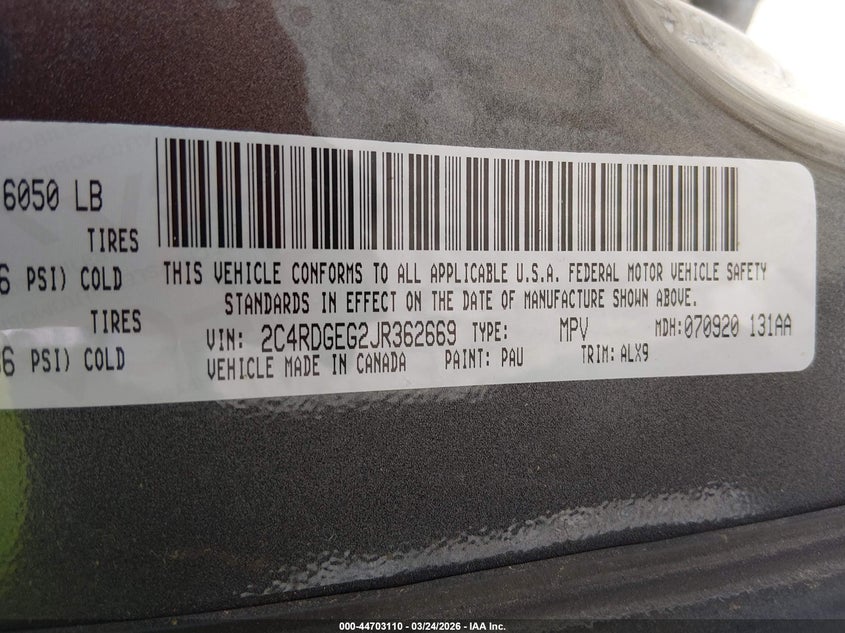 6050 LB
TIRES
6 PSI) COLD
TIRES
6 PSI) COLD
THIS VEHICLE CONFORMS TO ALL APPLICABLE U.S.A. FEDERAL MOTOR VEHICLE SAFETY
STANDARDS IN EFFECT ON THE DATE OF MANUFACTURE SHOWN ABOVE.
VIN: 2C4RDGEG2JR362669 TYPE: MPV MDH:070920 131AA
VEHICLE MADE IN CANADA PAINT: PAU TRIM: ALX9
000-44703110 - 03/24/2026 - IAA Inc.